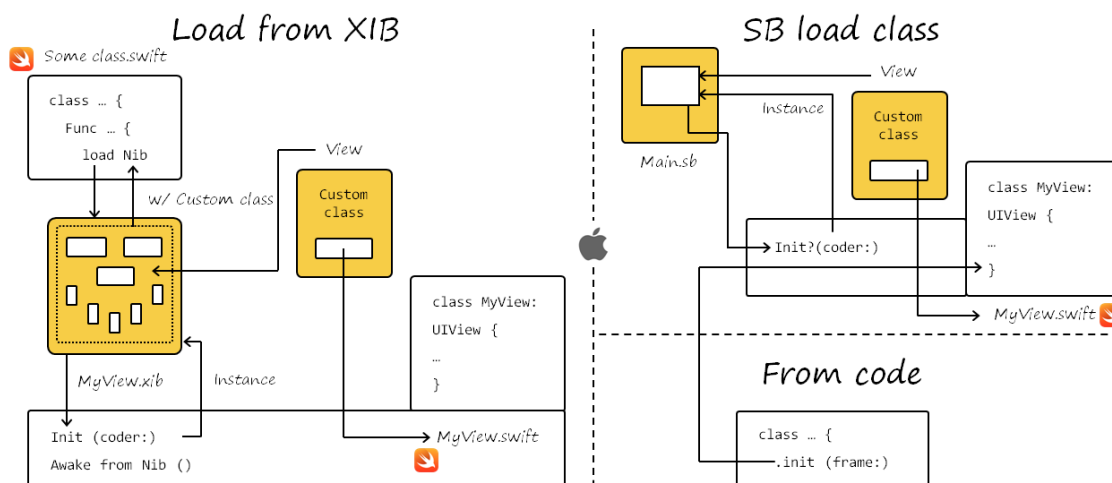 Load from XIB
Some class.swift
class … {
Func … {
load Nib
w/ Custom class
View
Custom
class
MyView.xib
Instance
class MyView:
UIView {
…
}
Init (coder:)
Awake from Nib ()
MyView.swift
SB load class
View
Instance
Main.sb
Custom
class
class MyView:
UIView {
…
}
Init?(coder:)
MyView.swift
From code
class … {
.init (frame:)